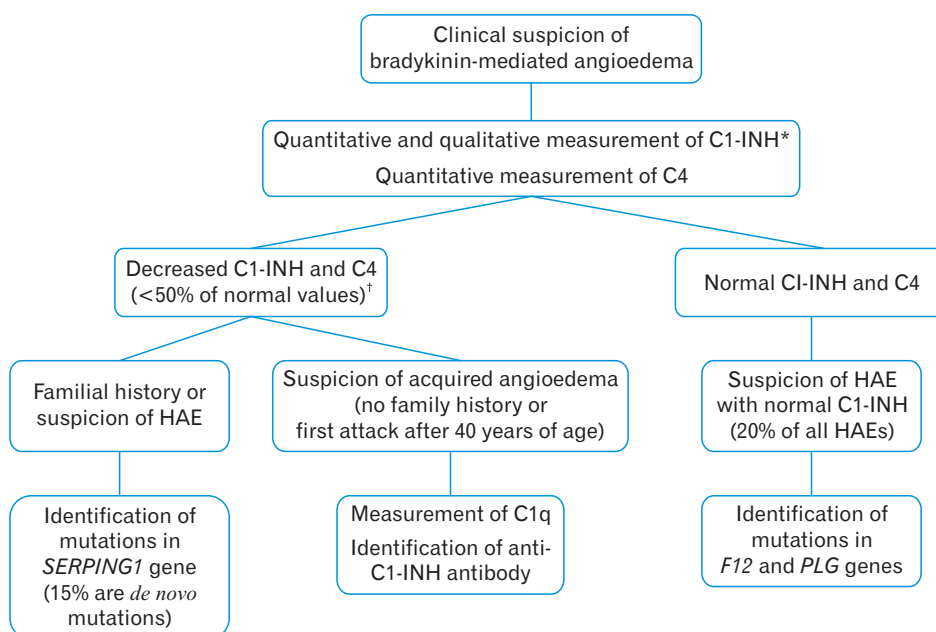 Clinical suspicion of
bradykinin-mediated angioedema
Quantitative and qualitative measurement of C1-INH*
Quantitative measurement of C4
Decreased C1-INH and C4
(<50% of normal values)†
Normal CI-INH and C4
Familial history or
suspicion of HAE
Suspicion of acquired angioedema
(no family history or
first attack after 40 years of age)
Suspicion of HAE
with normal C1-INH
(20% of all HAEs)
Identification of
mutations in
SERPING1 gene
(15% are de novo
mutations)
Measurement of C1q
Identification of anti-
C1-INH antibody
Identification of
mutations in
F12 and PLG genes